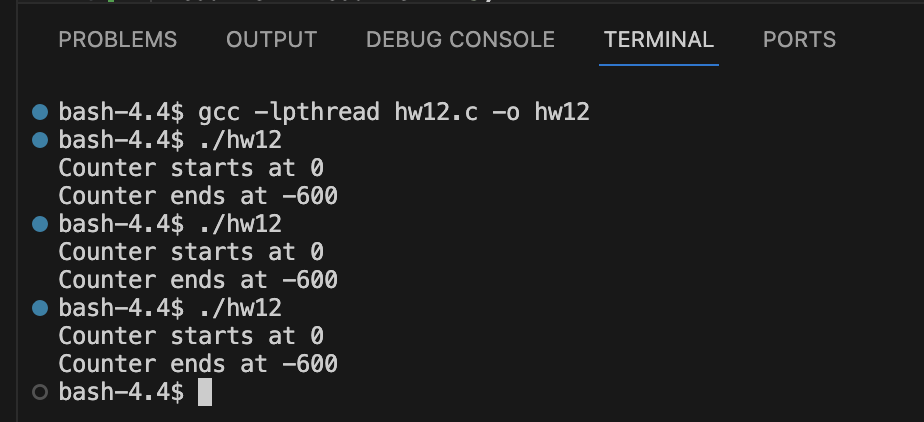 PROBLEMS OUTPUT DEBUG CONSOLE TERMINAL PORTS
bash-4.4$ gcc -lpthread hw12.c -o hw12
bash-4.4$ ./hw12
Counter starts at 0
Counter ends at -600
bash-4.4$ ./hw12
Counter starts at 0
Counter ends at -600
bash-4.4$ ./hw12
Counter starts at 0
Counter ends at -600
bash-4.4$